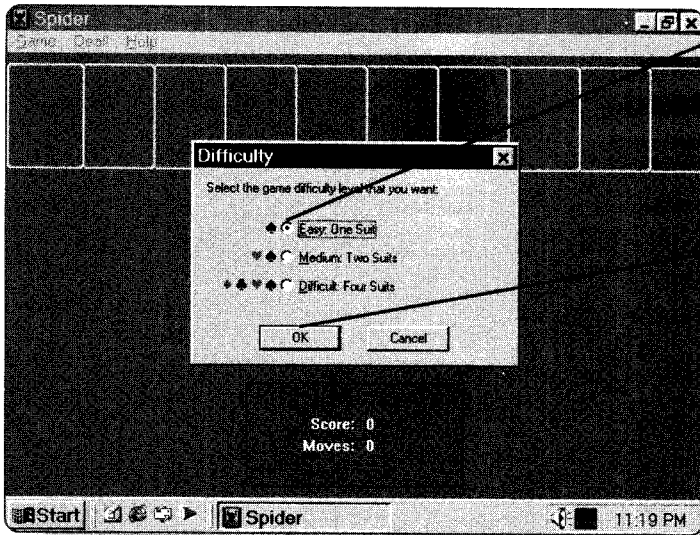 Spider
Game Deal Help
Difficulty
Select the game difficulty level that you want:
Easy: One Suit
Medium: Two Suits
Difficult: Four Suits
OK Cancel
Score: 0
Moves: 0
Start Spider 11:19 PM